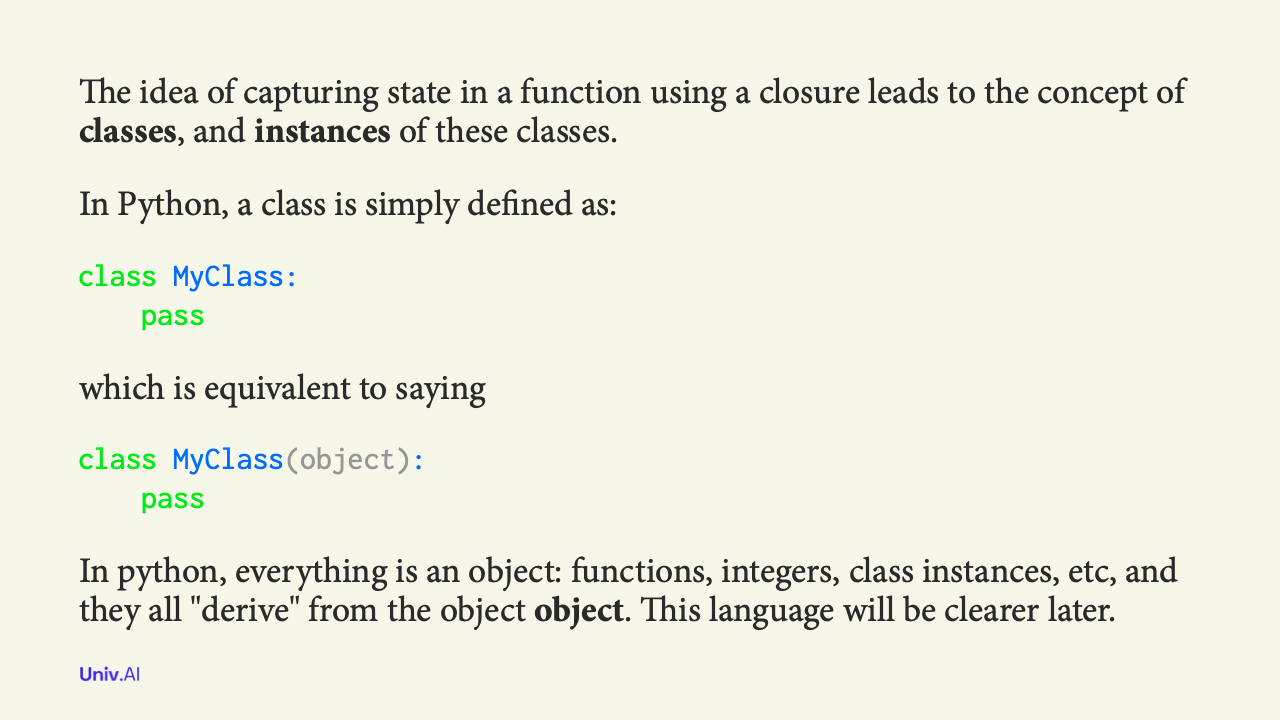 The idea of capturing state in a function using a closure leads to the concept of
classes, and instances of these classes.
In Python, a class is simply defined as:
class MyClass:
    pass
which is equivalent to saying
class MyClass(object):
    pass
In python, everything is an object: functions, integers, class instances, etc, and
they all "derive" from the object object. This language will be clearer later.
Univ.AI